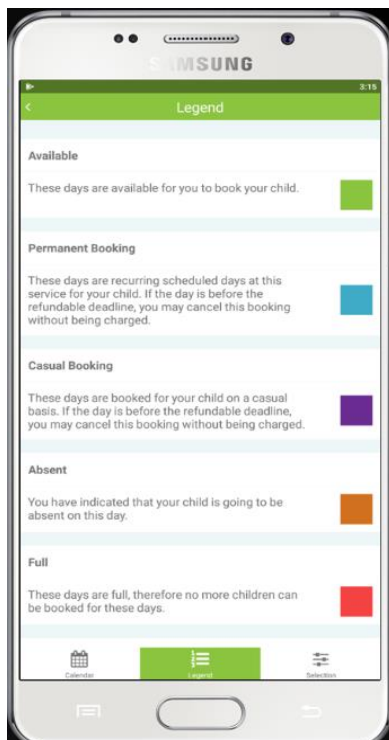 SAMSUNG
3:15
Legend
Available
These days are available for you to book your child.
Permanent Booking
These days are recurring scheduled days at this
service for your child. If the day is before the
refundable deadline, you may cancel this booking
without being charged.
Casual Booking
These days are booked for your child on a casual
basis. If the day is before the refundable deadline,
you may cancel this booking without being charged.
Absent
You have indicated that your child is going to be
absent on this day.
Full
These days are full, therefore no more children can
be booked for these days.
Calendar
Legend
Selection